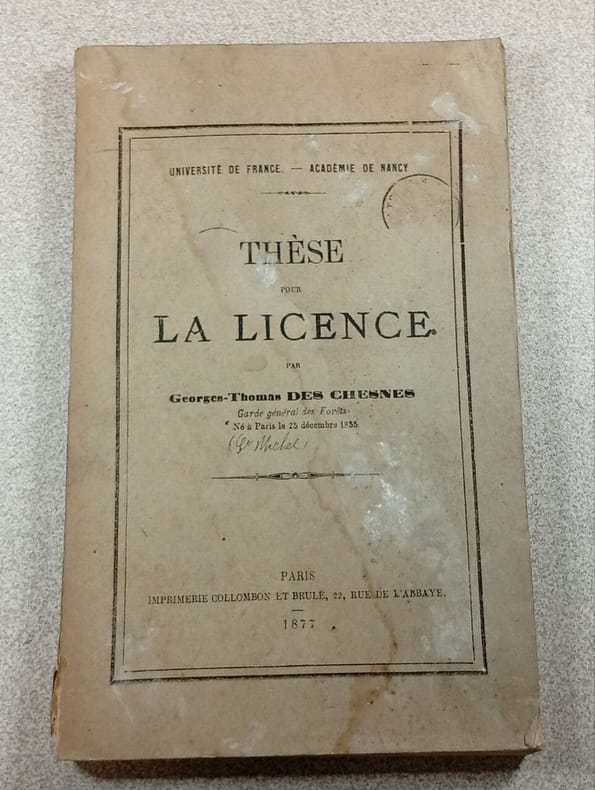 UNIVERSITÉ DE FRANCE. — ACADÉMIE DE NANCY
THÈSE
POUR
LA LICENCE
PAR
Georges-Thomas DES CHESNES
Garde général des Forêts
Né à Paris le 25 décembre 1855
Michel
PARIS
IMPRIMERIE COLLOMBON ET BRULÉ, 22, RUE DE L'ABBAYE.
1877